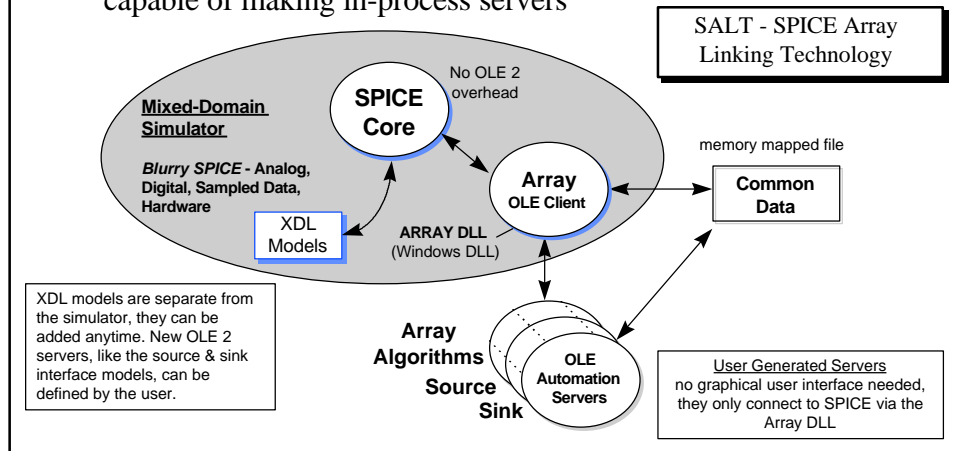 capable of making in-process servers
SALT - SPICE Array
Linking Technology
No OLE 2
overhead
SPICE
Core
Mixed-Domain
Simulator
Blurry SPICE - Analog,
Digital, Sampled Data,
Hardware
memory mapped file
Array
OLE Client
Common
Data
XDL
Models
ARRAY DLL
(Windows DLL)
XDL models are separate from
the simulator, they can be
added anytime. New OLE 2
servers, like the source & sink
interface models, can be
defined by the user.
Array
Algorithms
Source
Sink
OLE
Automation
Servers
User Generated Servers
no graphical user interface needed,
they only connect to SPICE via the
Array DLL